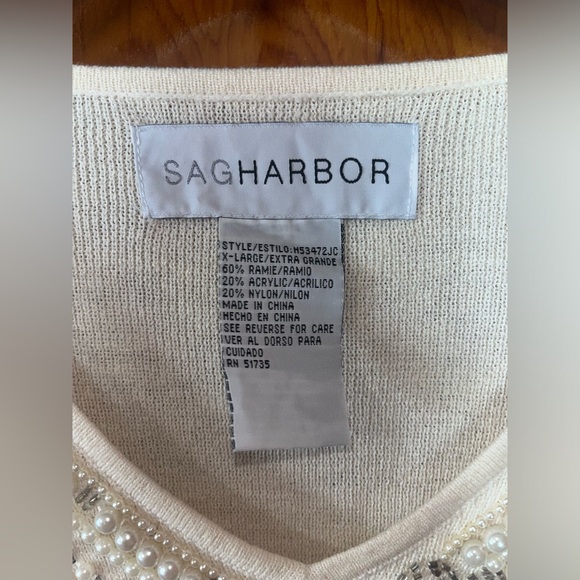 SAGHARBOR
STYLE/ESTILO:HS3472JC
X-LARGE/EXTRA GRANDE
60% RAMIE/RAMIO
20% ACRYLIC/ACRILICO
20% NYLON/NILON
MADE IN CHINA
HECHO EN CHINA
SEE REVERSE FOR CARE
VER AL DORSO PARA
CUIDADO
RN 51735